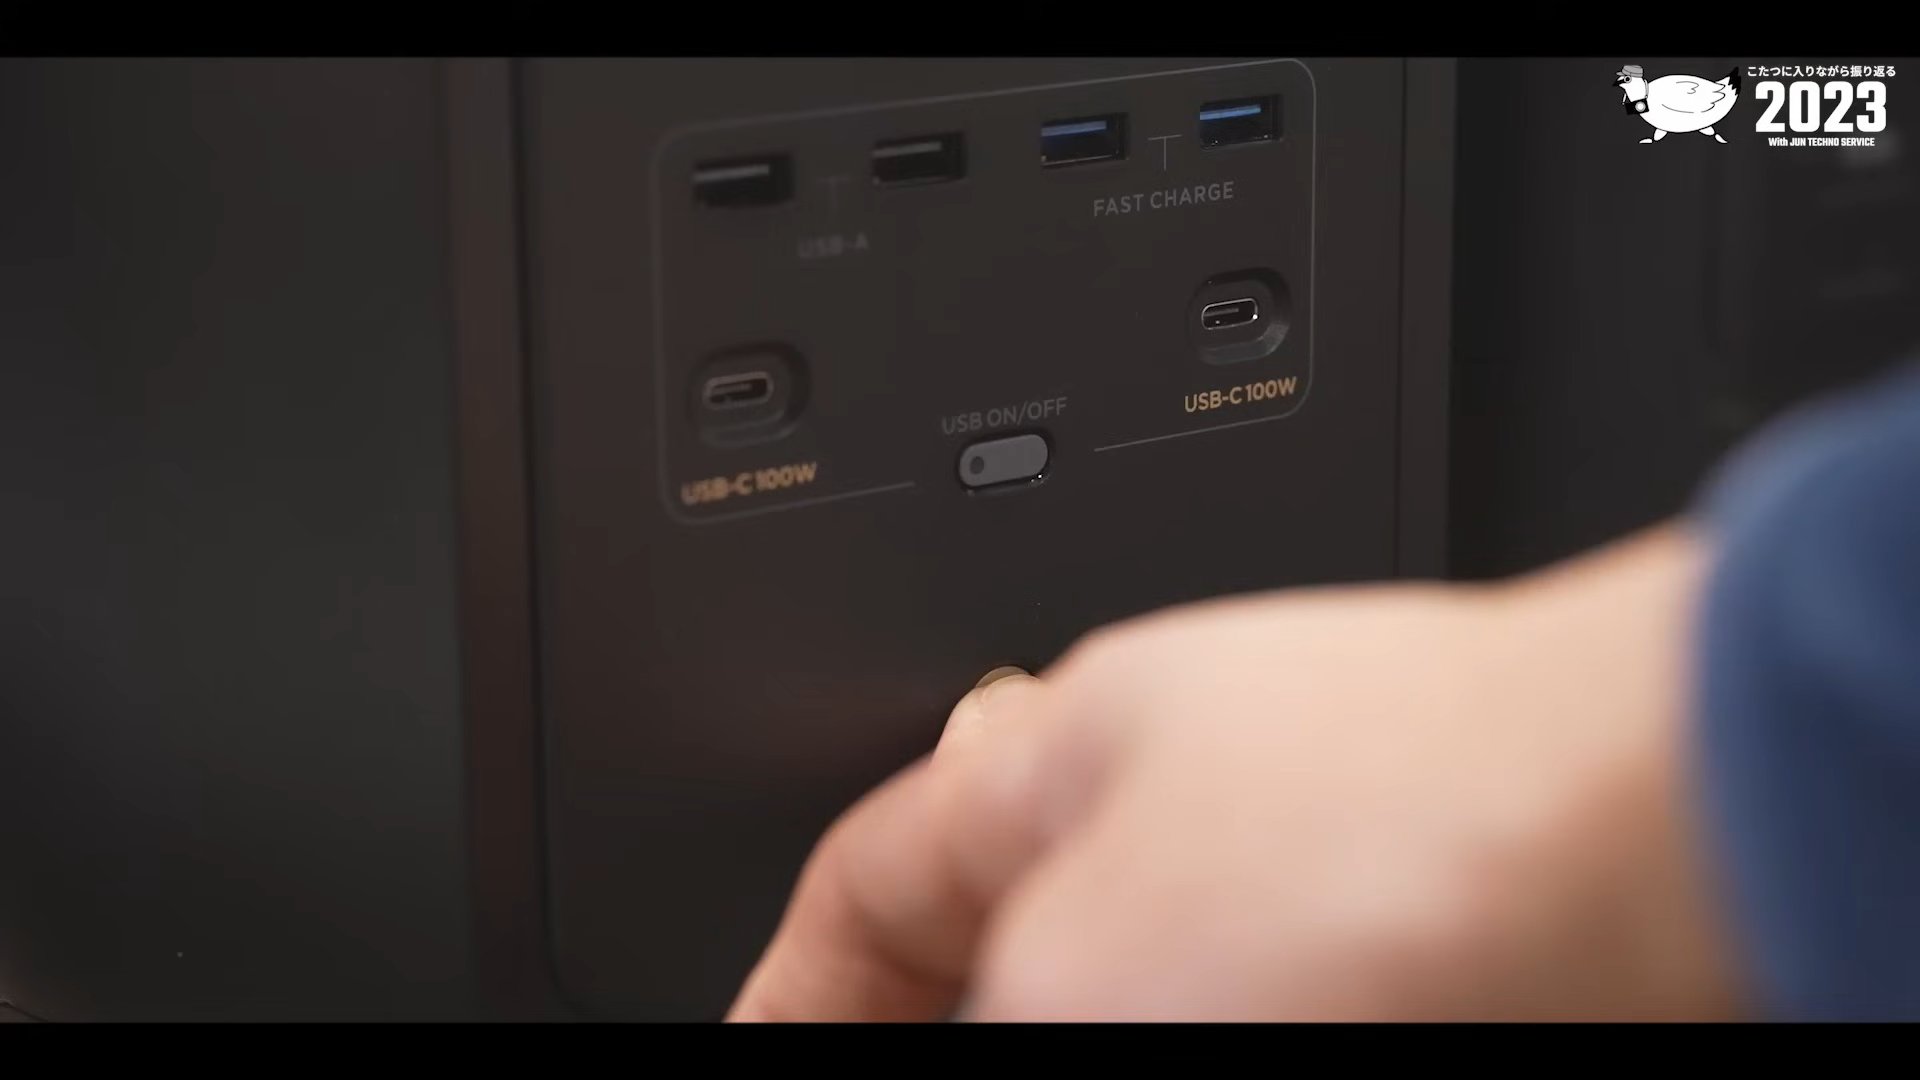 こたつに入りながら振り返る
2023
With JUN TECHNO SERVICE
USB-A
FAST CHARGE
USB-C 100W
USB ON/OFF
USB-C 100W